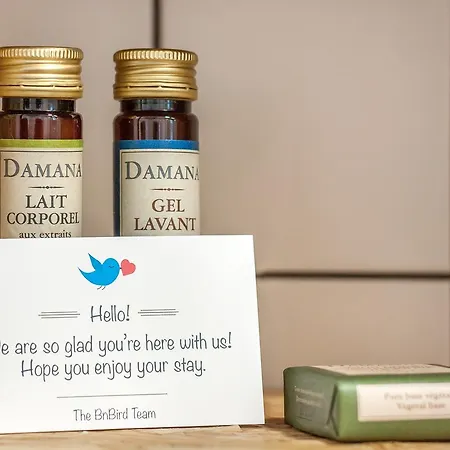 DAMANA
LAIT
CORPOREL
aux extraits
DAMANA
GEL
LAVANT
Hello!
e are so glad you're here with us!
Hope you enjoy your stay.
The BnBird Team
Pure base végéta
Vegetal base